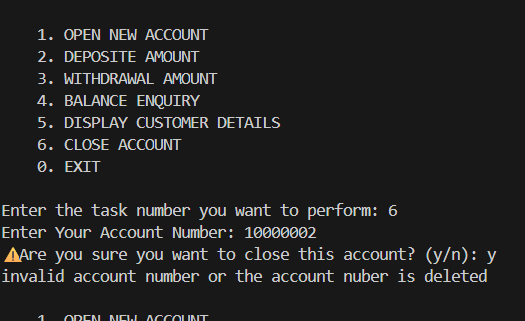 1. OPEN NEW ACCOUNT
2. DEPOSITE AMOUNT
3. WITHDRAWAL AMOUNT
4. BALANCE ENQUIRY
5. DISPLAY CUSTOMER DETAILS
6. CLOSE ACCOUNT
0. EXIT
Enter the task number you want to perform: 6
Enter Your Account Number: 10000002
⚠️Are you sure you want to close this account? (y/n): y
invalid account number or the account nuber is deleted
1. OPEN NEW ACCOUNT